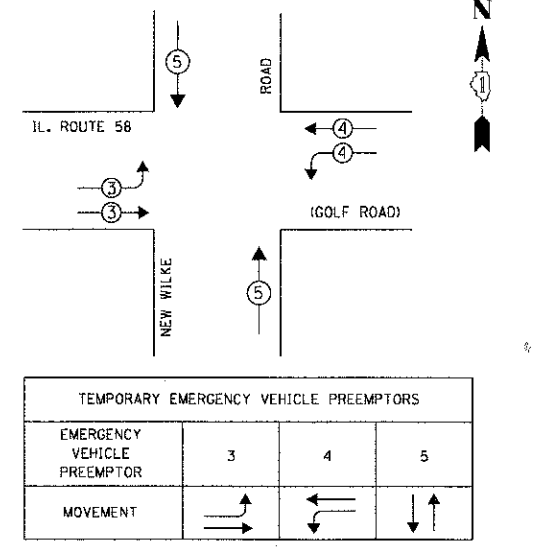 N
1
5
ROAD
IL. ROUTE 58
4
4
3
3
(GOLF ROAD)
NEW WILKE
5
TEMPORARY EMERGENCY VEHICLE PREEMPTORS
EMERGENCY
VEHICLE
PREEMPTOR
3
4
5
MOVEMENT